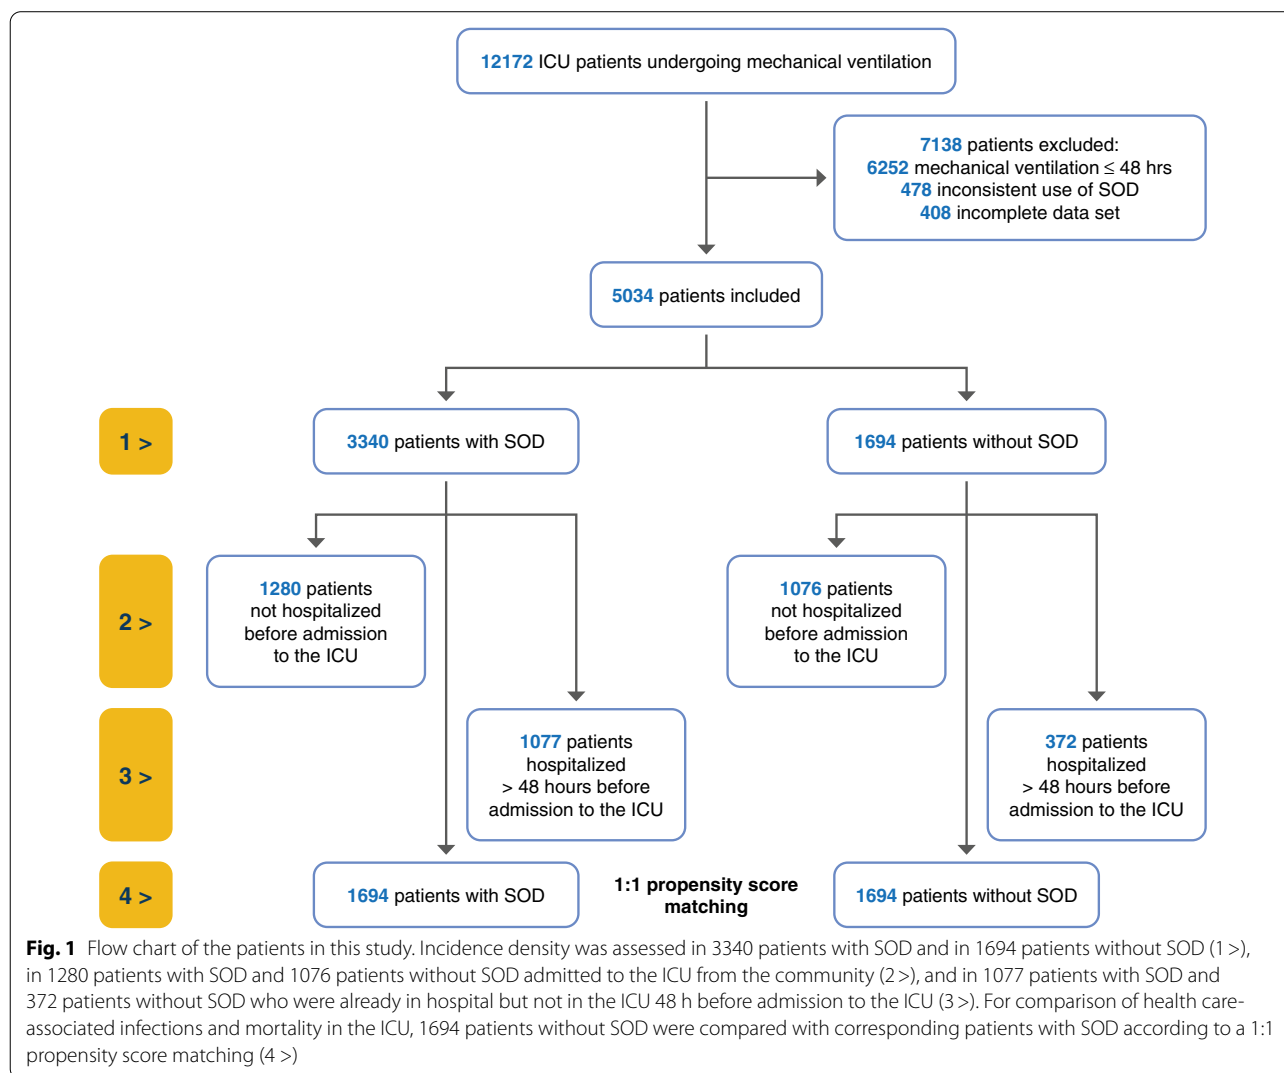 12172 ICU patients undergoing mechanical ventilation
7138 patients excluded:
6252 mechanical ventilation ≤ 48 hrs
478 inconsistent use of SOD
408 incomplete data set
5034 patients included
1 >
3340 patients with SOD
1694 patients without SOD
2 >
1280 patients
not hospitalized
before admission
to the ICU
1076 patients
not hospitalized
before admission
to the ICU
3 >
1077 patients
hospitalized
> 48 hours before
admission to the ICU
372 patients
hospitalized
> 48 hours before
admission to the ICU
4 >
1694 patients with SOD
1:1 propensity score
matching
1694 patients without SOD
Fig. 1 Flow chart of the patients in this study. Incidence density was assessed in 3340 patients with SOD and in 1694 patients without SOD (1 >),
in 1280 patients with SOD and 1076 patients without SOD admitted to the ICU from the community (2 >), and in 1077 patients with SOD and
372 patients without SOD who were already in hospital but not in the ICU 48 h before admission to the ICU (3 >). For comparison of health care-
associated infections and mortality in the ICU, 1694 patients without SOD were compared with corresponding patients with SOD according to a 1:1
propensity score matching (4 >)